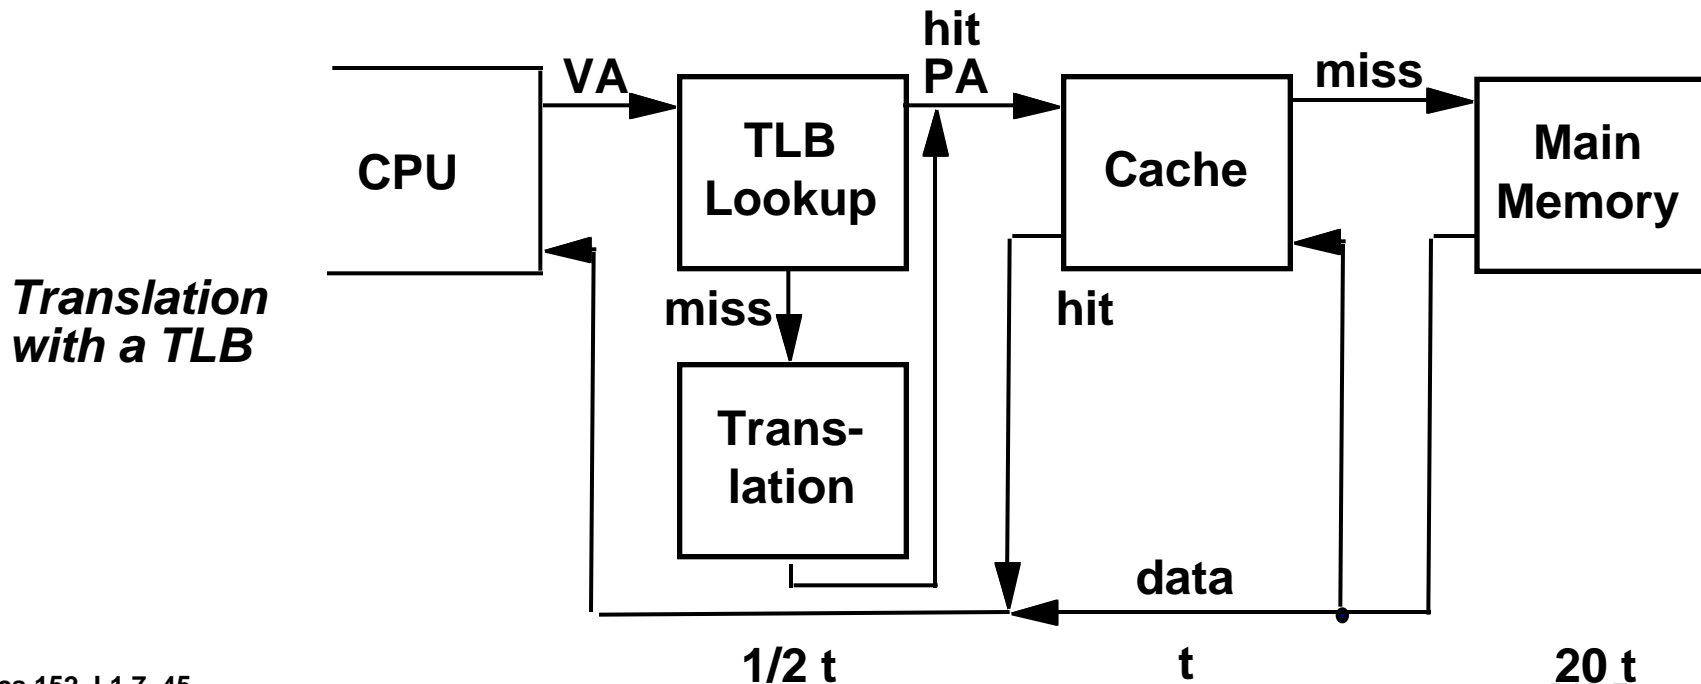 hit
VA
PA
miss
CPU
TLB
Lookup
Cache
Main
Memory
Translation
with a TLB
miss
hit
Trans-
lation
data
1/2 t
t
20 t